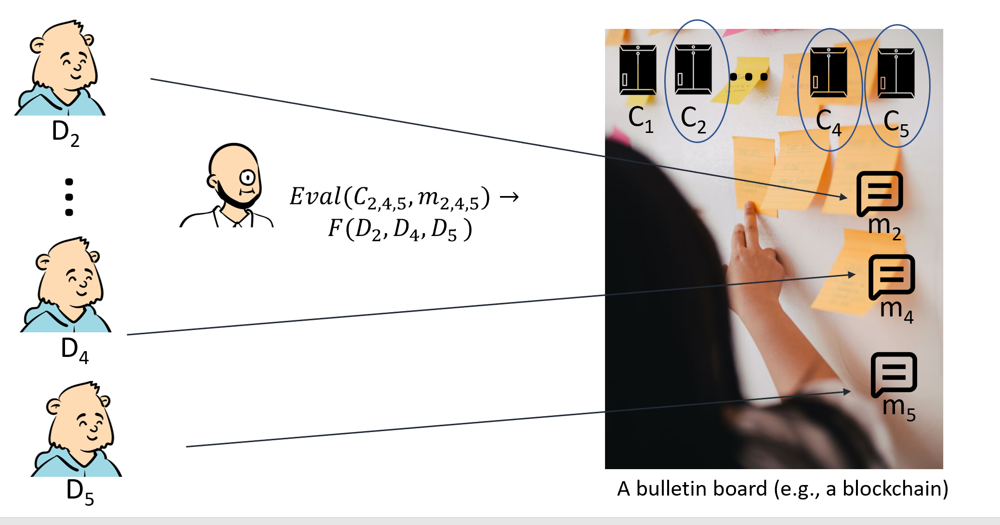 D₂
D₄
D₅
Eval(C₂,₄,₅, m₂,₄,₅) →
F(D₂, D₄, D₅ )
C₁ C₂ ... C₄ C₅
m₂
m₄
m₅
A bulletin board (e.g., a blockchain)